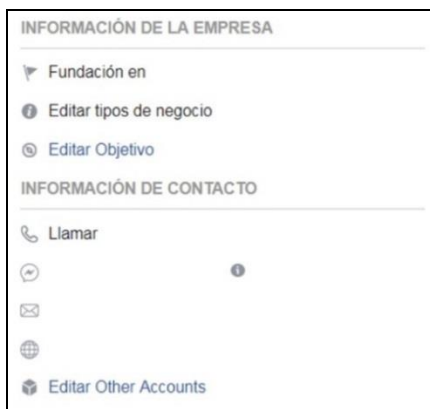 INFORMACIÓN DE LA EMPRESA
Fundación en
Editar tipos de negocio
Editar Objetivo
INFORMACIÓN DE CONTACTO
Llamar
Editar Other Accounts